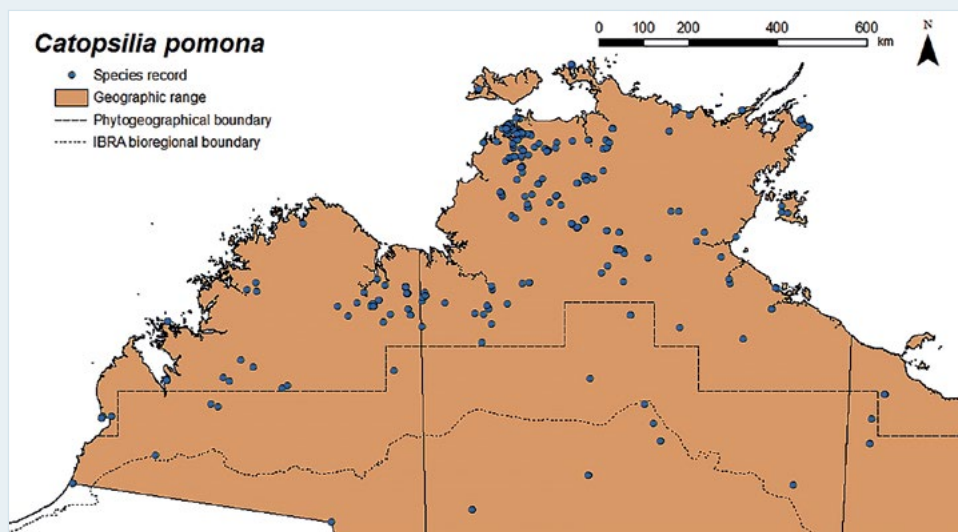 Catopsilia pomona
Species record
Geographic range
Phytogeographical boundary
IBRA bioregional boundary
0 100 200 400 600
km
N